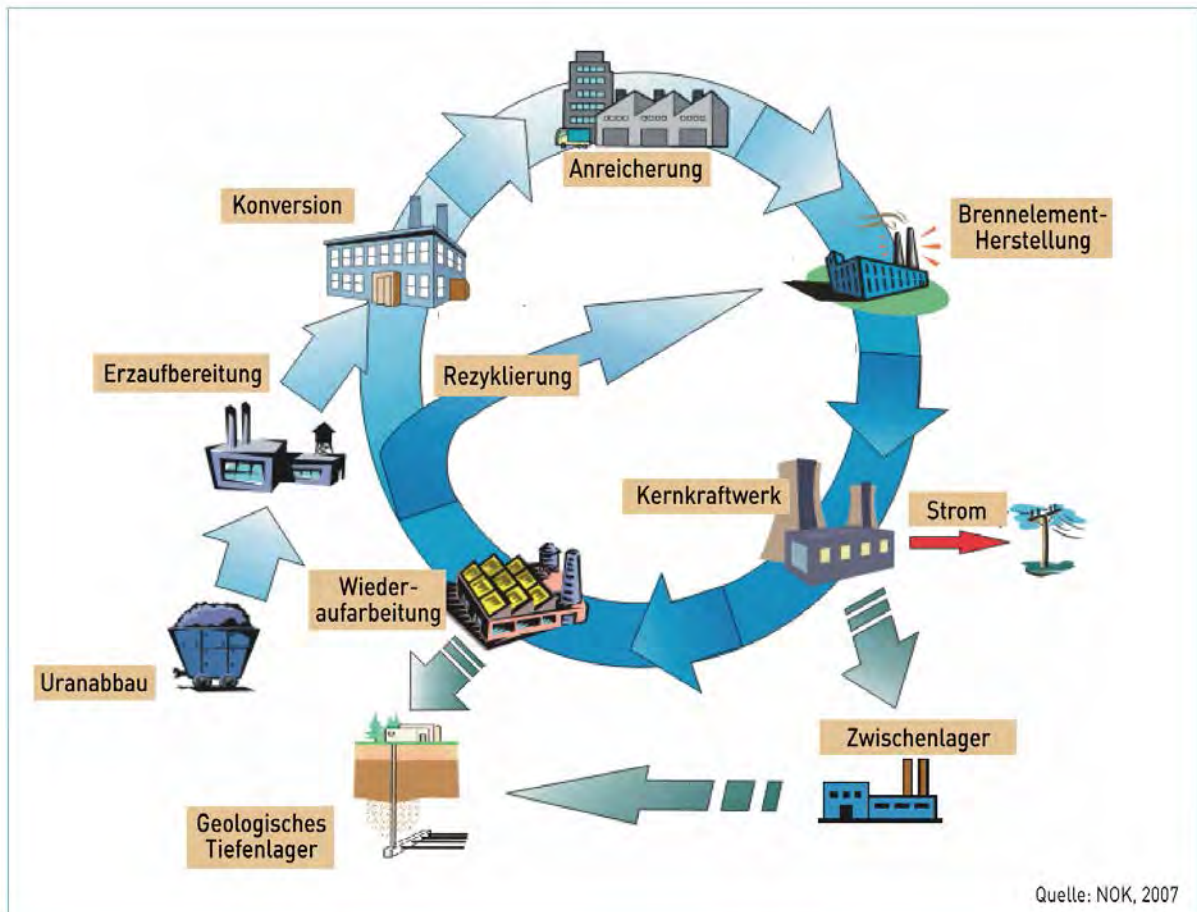 Anreicherung
Konversion
Brennelement-
Herstellung
Erzaufbereitung
Rezyklierung
Kernkraftwerk
Strom
Wieder-
aufarbeitung
Uranabbau
Zwischenlager
Geologisches
Tiefenlager
Quelle: NOK, 2007